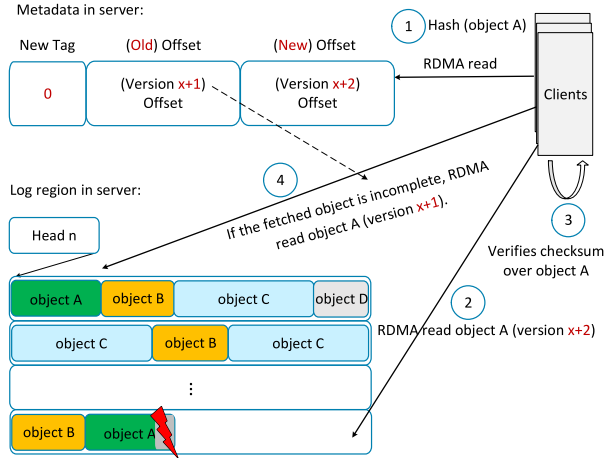 Metadata in server:
1
Hash (object A)
New Tag
(Old) Offset
(New) Offset
RDMA read
0
(Version x+1)
Offset
(Version x+2)
Offset
Clients
4
If the fetched object is incomplete, RDMA
read object A (version x+1).
Log region in server:
3
Verifies checksum
over object A
Head n
2
RDMA read object A (version x+2)
object A
object B
object C
object D
object C
object B
object C
⋮
object B
object A